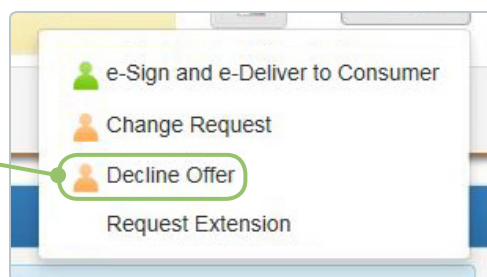 e-Sign and e-Deliver to Consumer
Change Request
Decline Offer
Request Extension